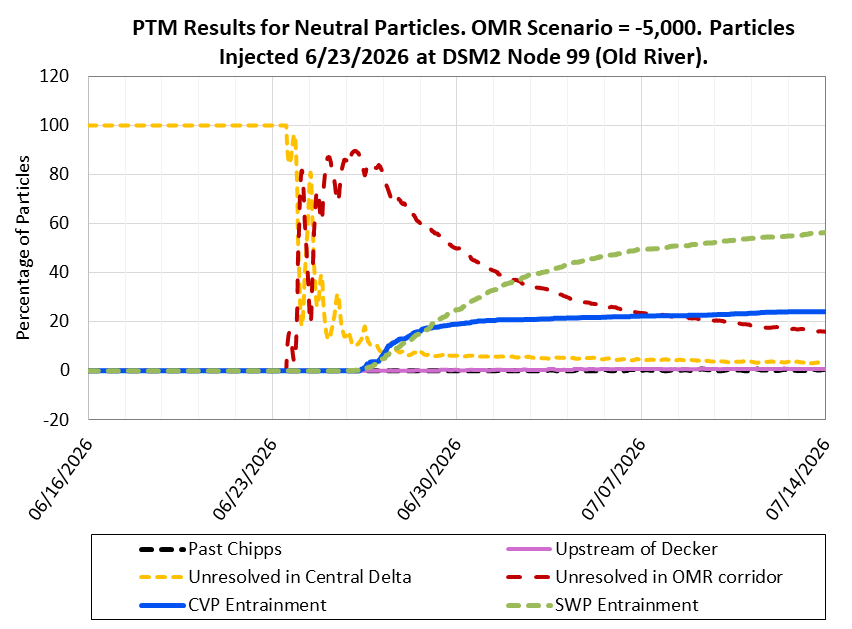 PTM Results for Neutral Particles. OMR Scenario = -5,000. Particles
Injected 6/23/2026 at DSM2 Node 99 (Old River).
Percentage of Particles
120
100
80
60
40
20
0
-20
06/16/2026
06/23/2026
06/30/2026
07/07/2026
07/14/2026
Past Chipps
Upstream of Decker
Unresolved in Central Delta
Unresolved in OMR corridor
CVP Entrainment
SWP Entrainment